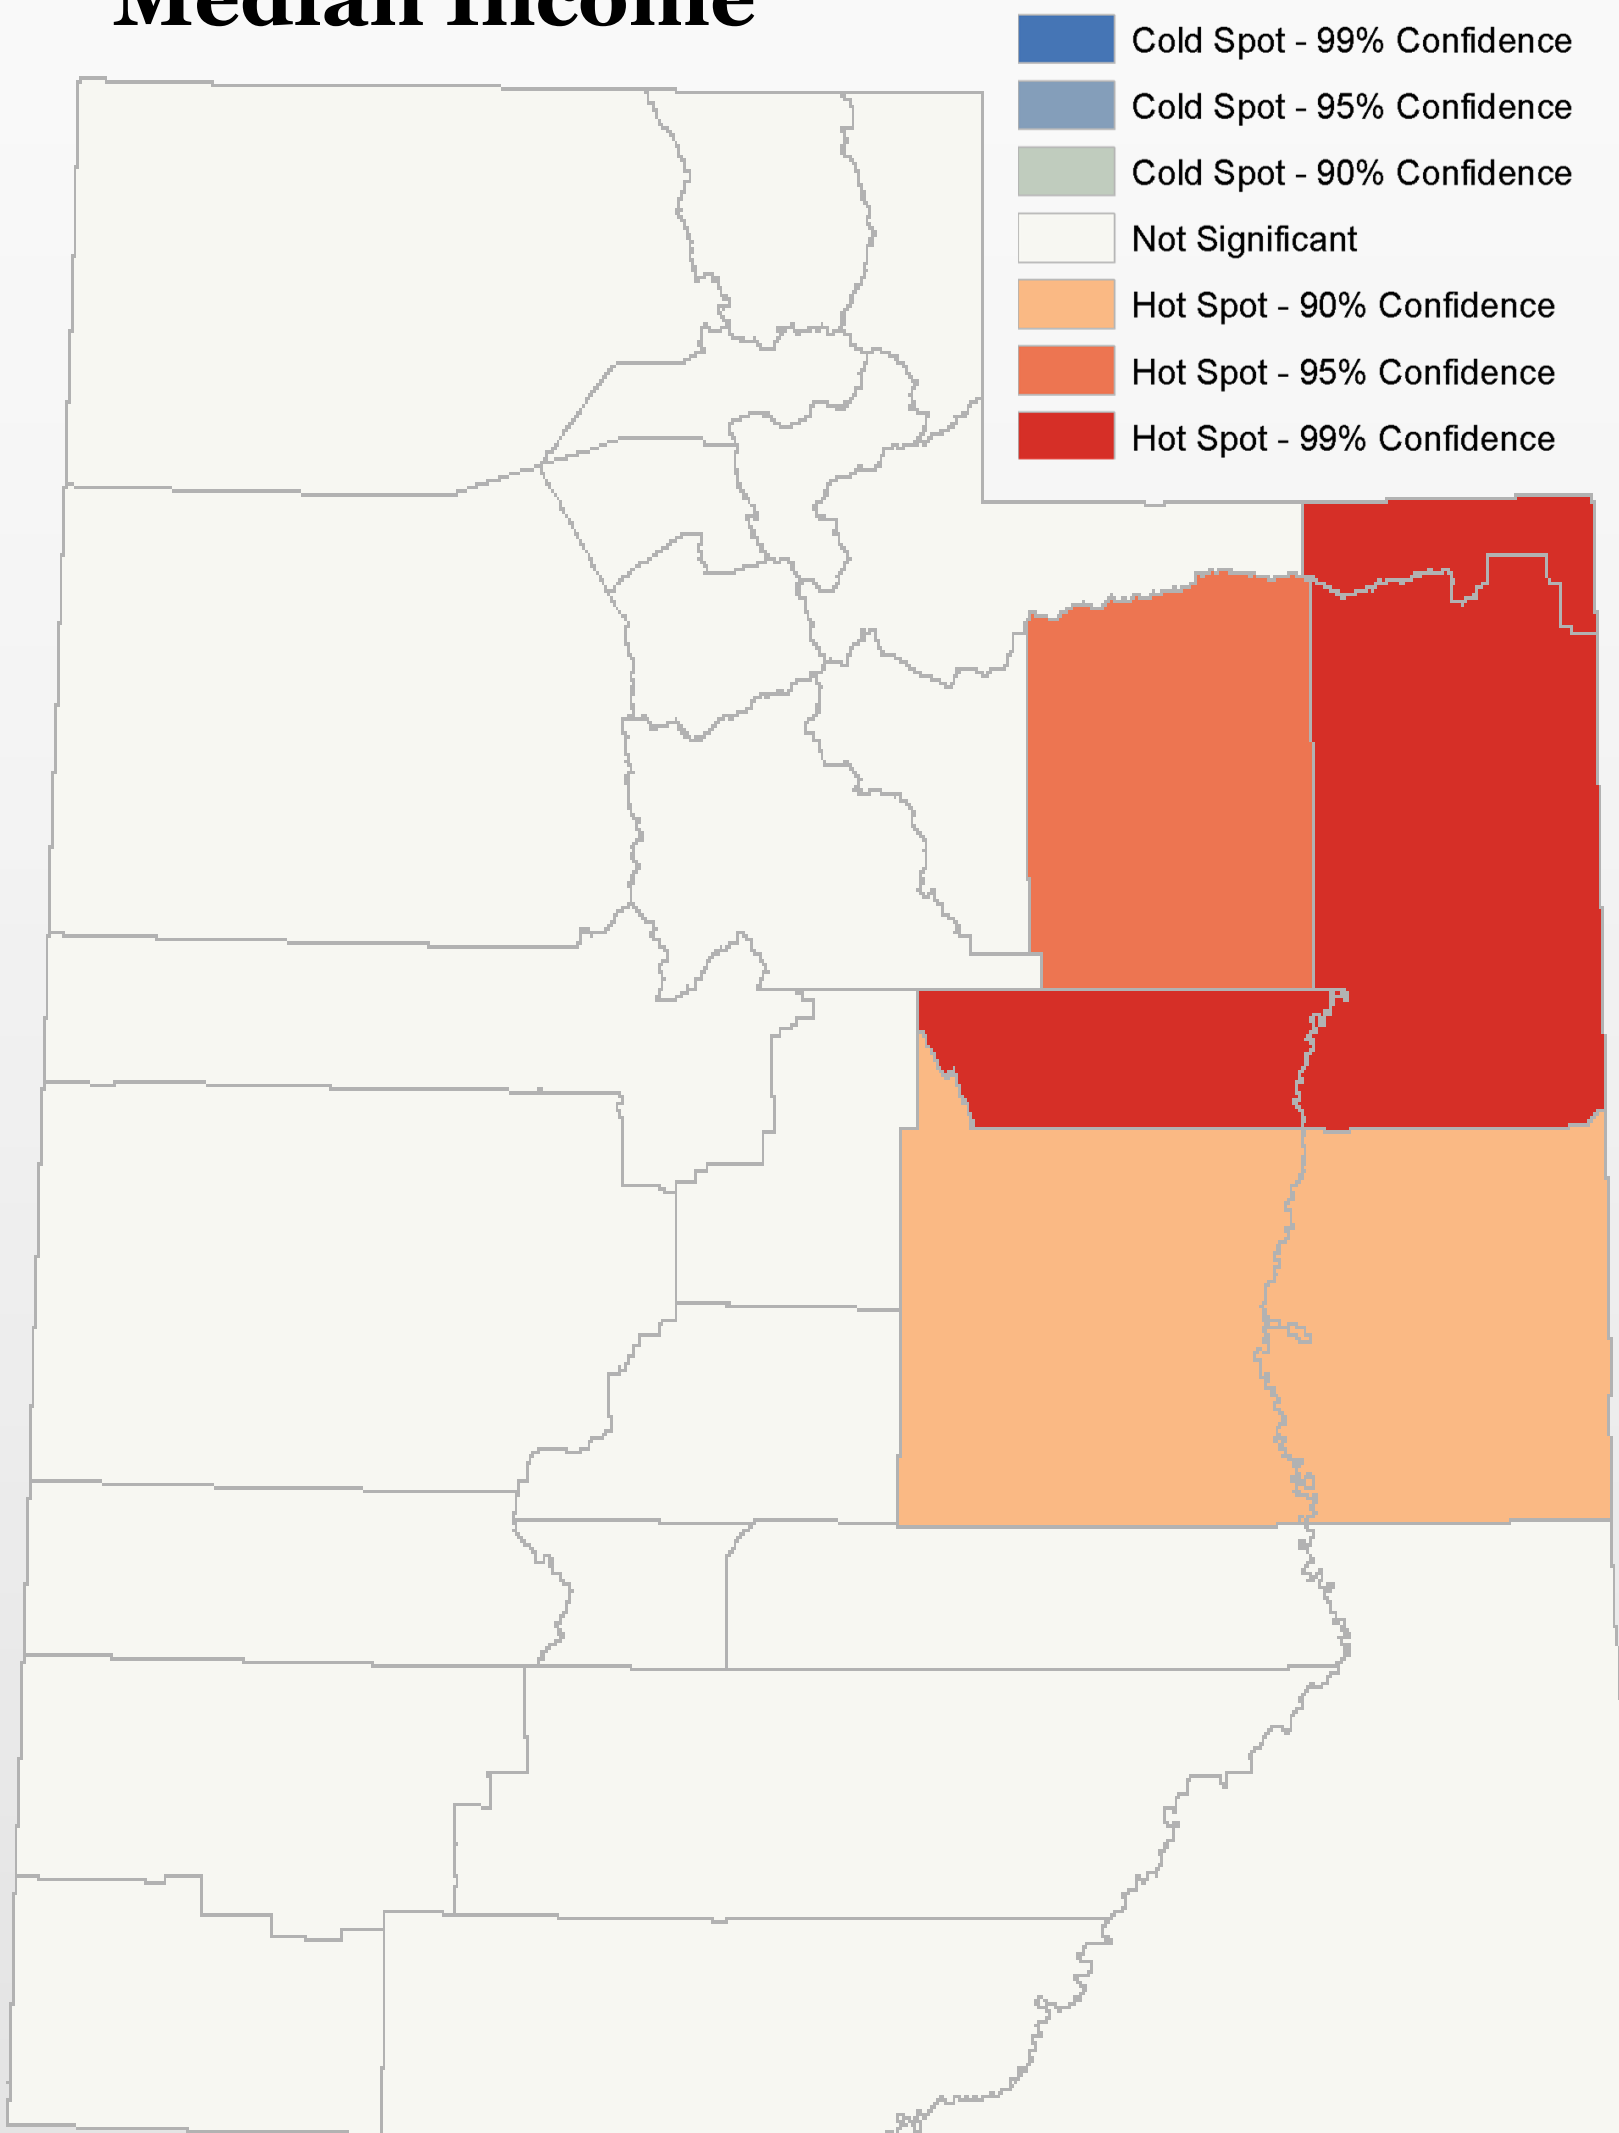 Median Income
Cold Spot - 99% Confidence
Cold Spot - 95% Confidence
Cold Spot - 90% Confidence
Not Significant
Hot Spot - 90% Confidence
Hot Spot - 95% Confidence
Hot Spot - 99% Confidence